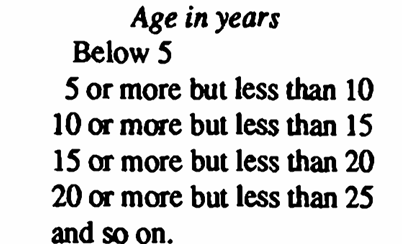 Age in years
Below 5
5 or more but less than 10
10 or more but less than 15
15 or more but less than 20
20 or more but less than 25
and so on.